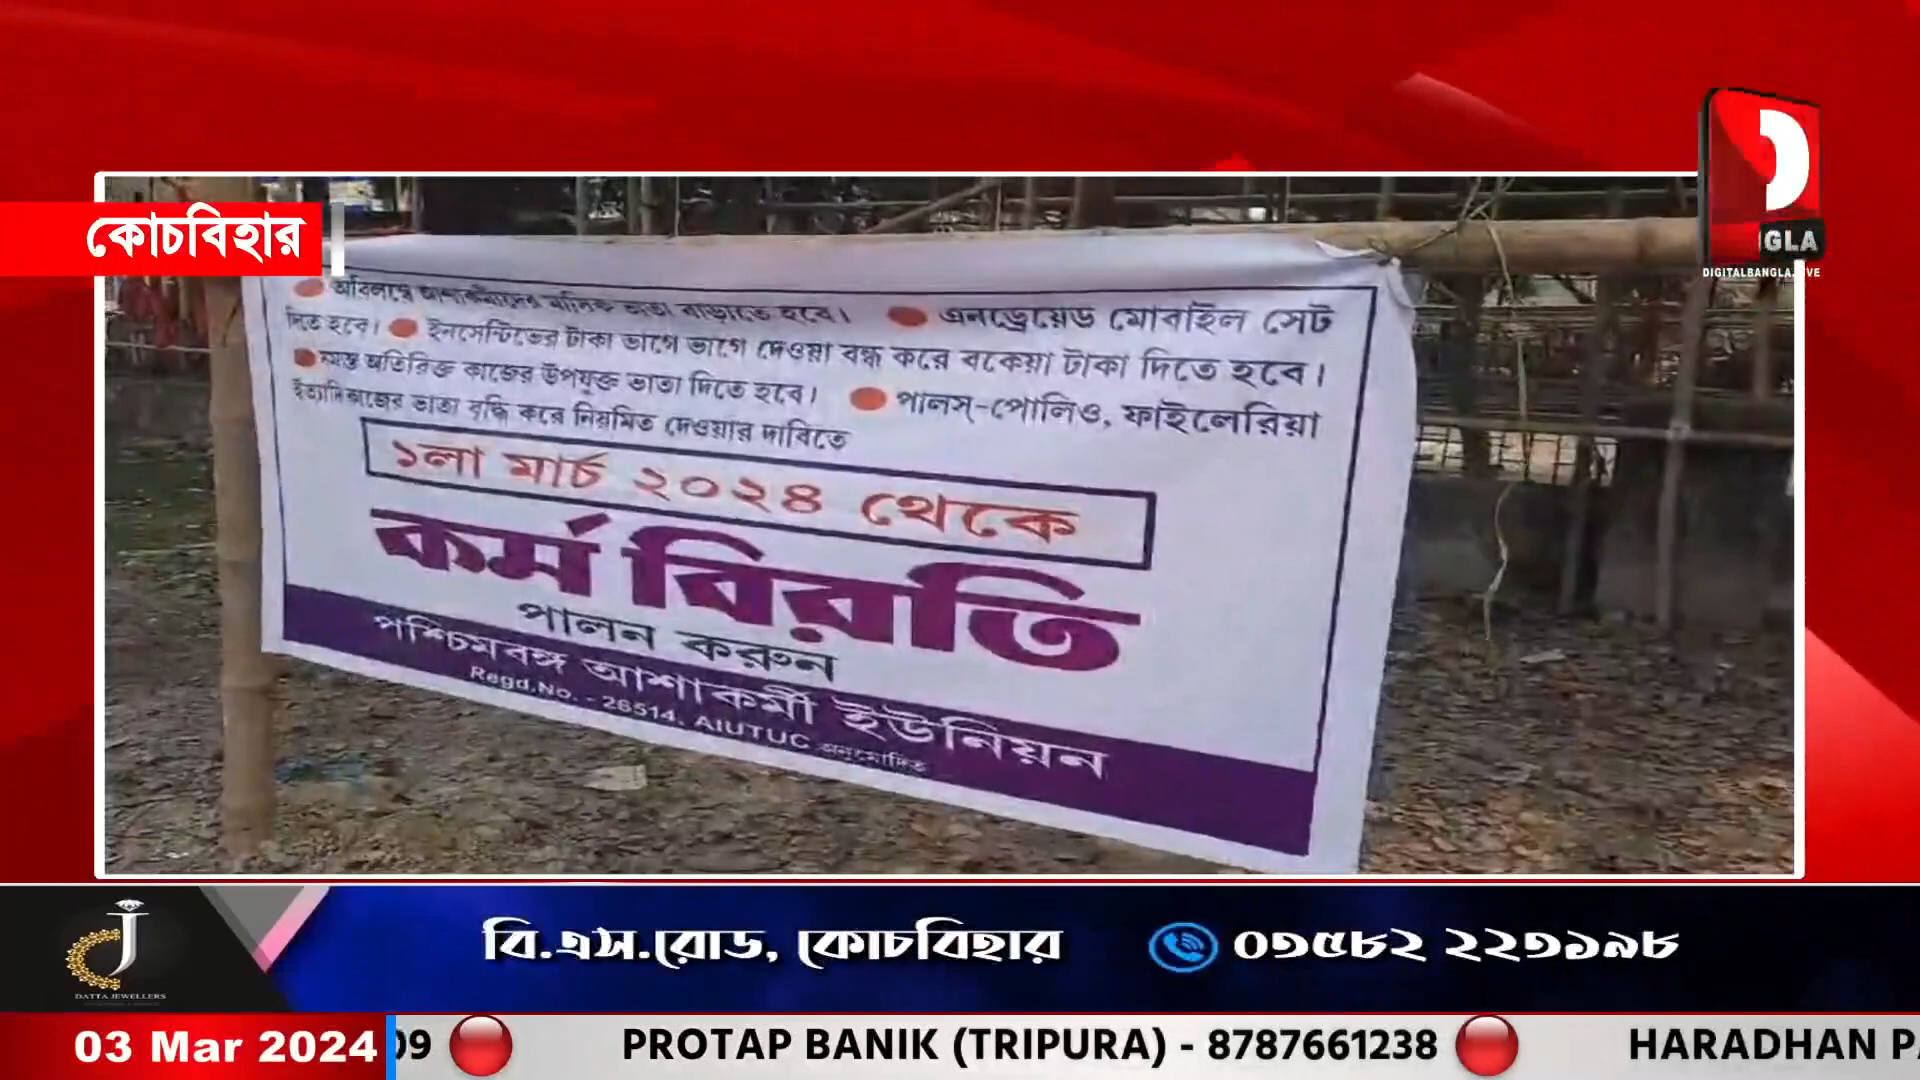 কোচবিহার
GLA
DIGITALBANGLA.LIVE
অবিলম্বে আশাকর্মীদের মাসিক ভাতা বাড়াতে হবে। এনড্রয়েড মোবাইল সেট
দিতে হবে। ইনসেন্টিভের টাকা ভাগে ভাগে দেওয়া বন্ধ করে বকেয়া টাকা দিতে হবে।
সমস্ত অতিরিক্ত কাজের উপযুক্ত ভাতা দিতে হবে। পালস্-পোলিও, ফাইলেরিয়া
ইত্যাদি কাজের ভাতা বৃদ্ধি করে নিয়মিত দেওয়ার দাবিতে
১লা মার্চ ২০২৪ থেকে
কর্ম বিরতি
পালন করুন
পশ্চিমবঙ্গ আশাকর্মী ইউনিয়ন
Regd.No. - 26514, AIUTUC অনুমোদিত
DATTA JEWELLERS
বি.এস.রোড, কোচবিহার ০৩৫৮২ ২২৩১৯৮
03 Mar 2024 09 PROTAP BANIK (TRIPURA) - 8787661238 HARADHAN PA